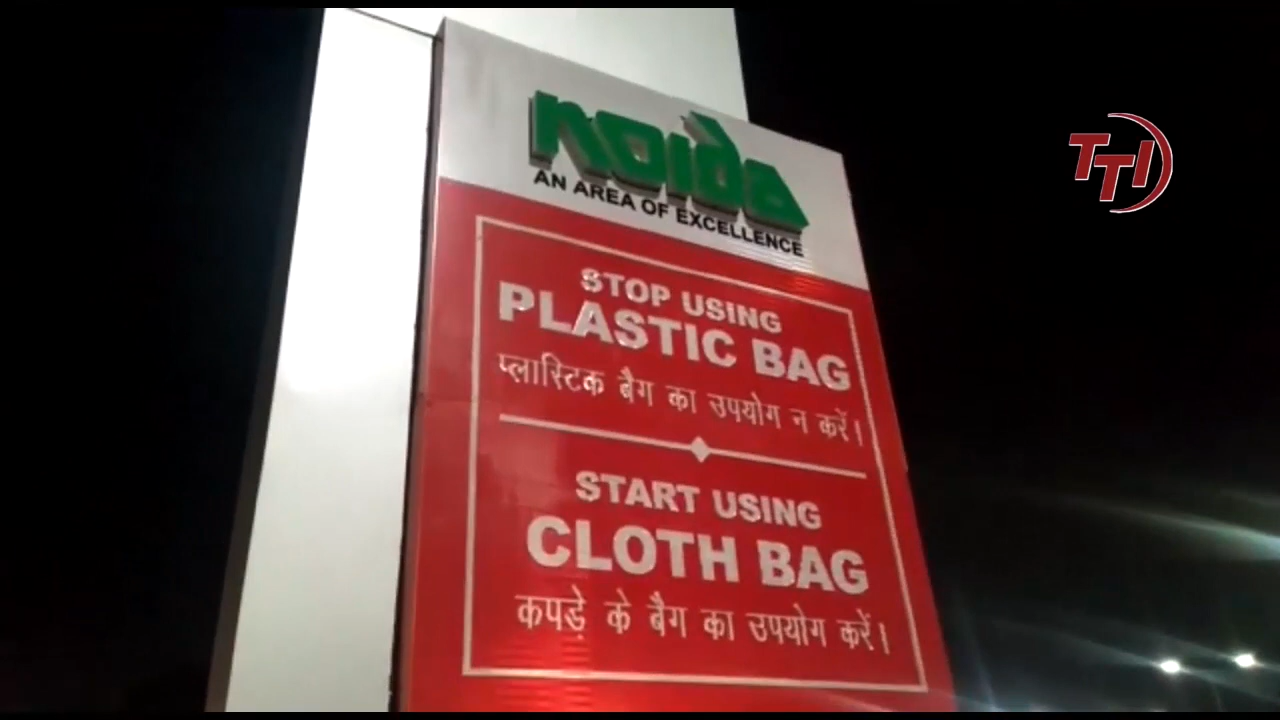 noida
AN AREA OF EXCELLENCE
TTI
STOP USING
PLASTIC BAG
प्लास्टिक बैग का उपयोग न करें।
START USING
CLOTH BAG
कपड़े के बैग का उपयोग करें।